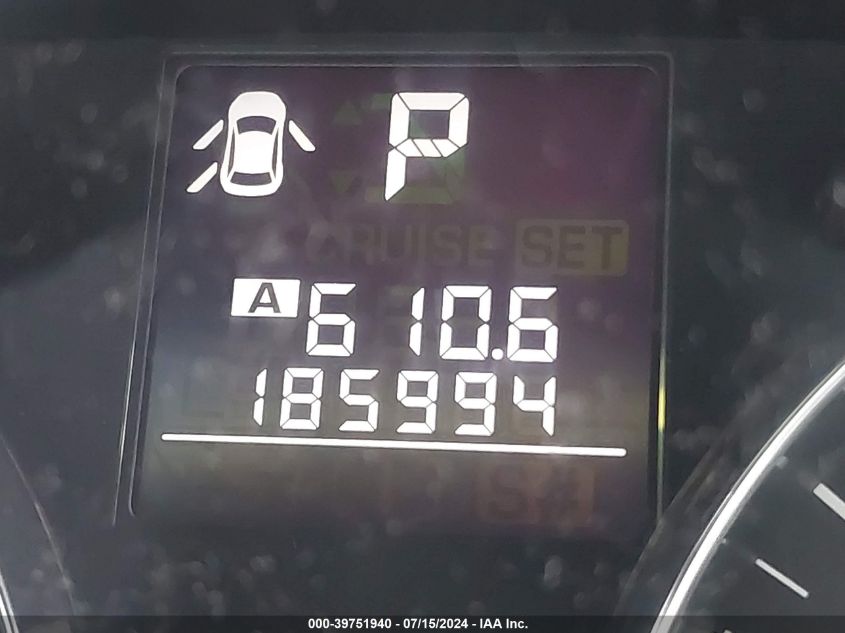 P
CRUISE SET
A 610.6
185994
000-39751940 - 07/15/2024 - IAA Inc.